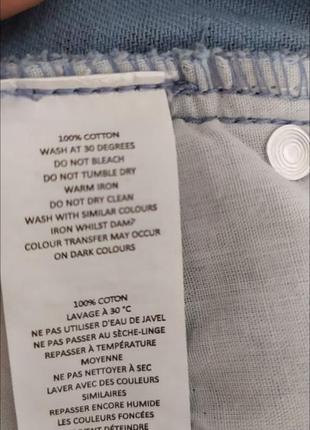 100% COTTON
WASH AT 30 DEGREES
DO NOT BLEACH
DO NOT TUMBLE DRY
WARM IRON
DO NOT DRY CLEAN
WASH WITH SIMILAR COLOURS
IRON WHILST DAM?
COLOUR TRANSFER MAY OCCUR
ON DARK COLOURS
100% COTON
LAVAGE À 30 °C
NE PAS UTILISER D'EAU DE JAVEL
NE PAS PASSER AU SÈCHE-LINGE
REPASSER À TEMPÉRATURE
MOYENNE
NE PAS NETTOYER À SEC
LAVER AVEC DES COULEURS
SIMILAIRES
REPASSER ENCORE HUMIDE
LES COULEURS FONCÉES
DÉTEINDRE